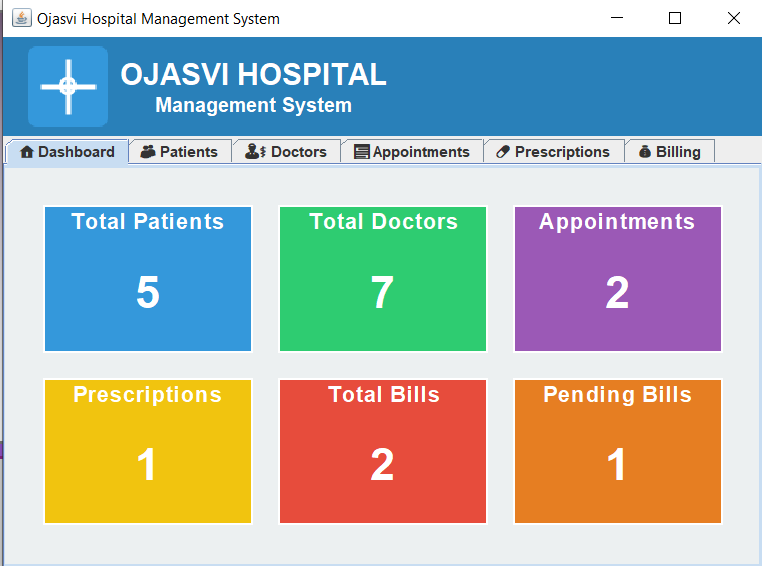 Ojasvi Hospital Management System
OJASVI HOSPITAL
Management System
Dashboard Patients Doctors Appointments Prescriptions Billing
Total Patients Total Doctors Appointments
5 7 2
Prescriptions Total Bills Pending Bills
1 2 1